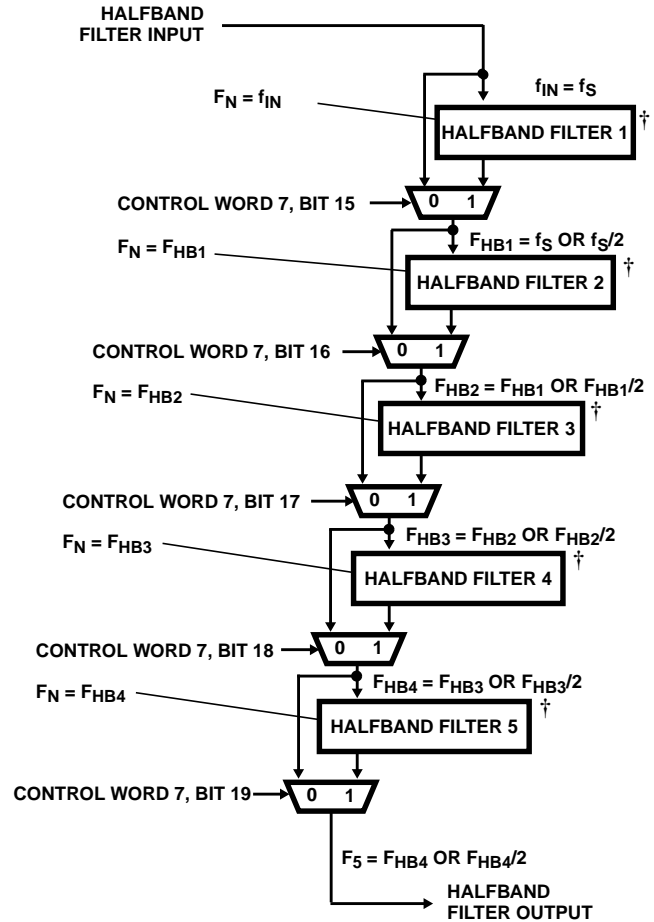 HALFBAND
FILTER INPUT
F_N = f_IN
f_IN = f_S
HALFBAND FILTER 1 †
0 1
CONTROL WORD 7, BIT 15
F_N = F_HB1
F_HB1 = f_S OR f_S/2
HALFBAND FILTER 2 †
0 1
CONTROL WORD 7, BIT 16
F_N = F_HB2
F_HB2 = F_HB1 OR F_HB1/2
HALFBAND FILTER 3 †
0 1
CONTROL WORD 7, BIT 17
F_N = F_HB3
F_HB3 = F_HB2 OR F_HB2/2
HALFBAND FILTER 4 †
0 1
CONTROL WORD 7, BIT 18
F_N = F_HB4
F_HB4 = F_HB3 OR F_HB3/2
HALFBAND FILTER 5 †
0 1
CONTROL WORD 7, BIT 19
F_5 = F_HB4 OR F_HB4/2
HALFBAND
FILTER OUTPUT